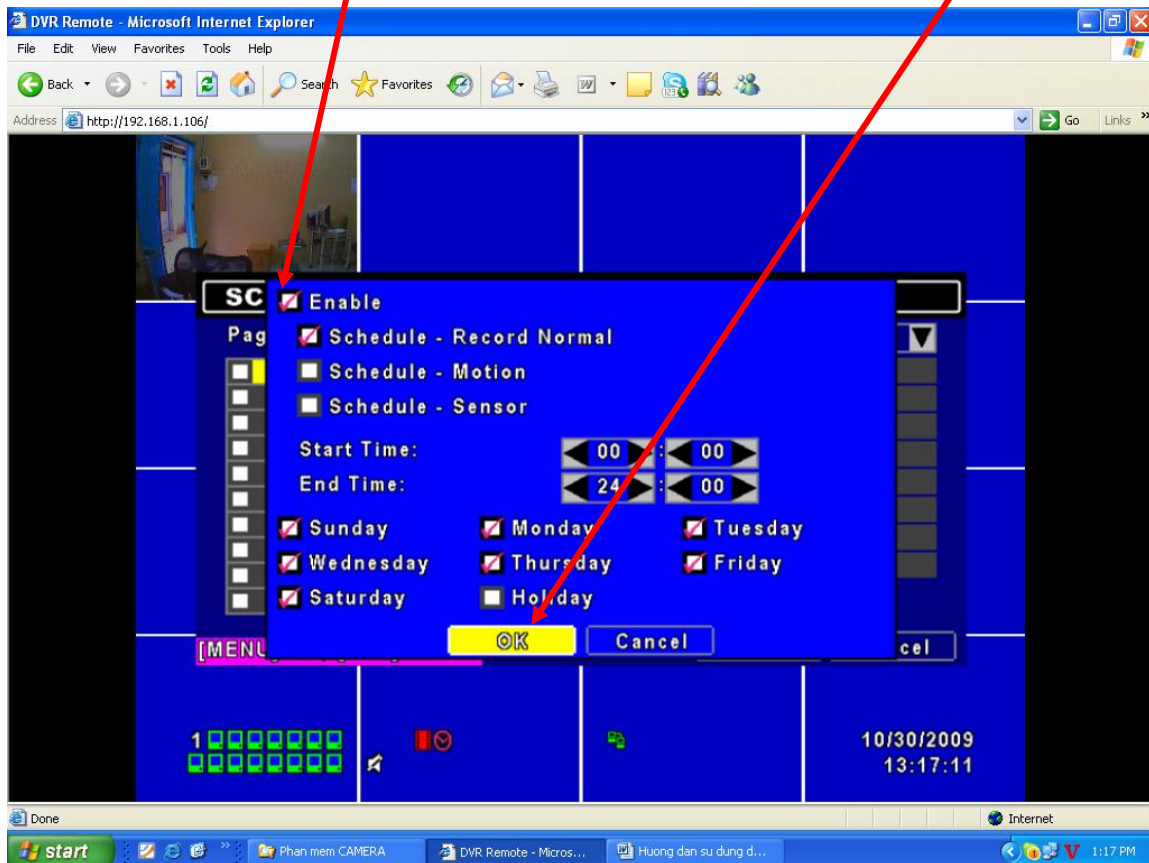 DVR Remote - Microsoft Internet Explorer
File Edit View Favorites Tools Help
Back Search Favorites
Address http://192.168.1.106/ Go Links »
SC
Enable
Pag
Schedule - Record Normal
Schedule - Motion
Schedule - Sensor
Start Time: 00 : 00
End Time: 24 : 00
Sunday Monday Tuesday
Wednesday Thursday Friday
Saturday Holiday
OK Cancel
[MENU cel
1
10/30/2009
13:17:11
Done Internet
start » Phan mem CAMERA DVR Remote - Micros... Huong dan su dung d... 1:17 PM